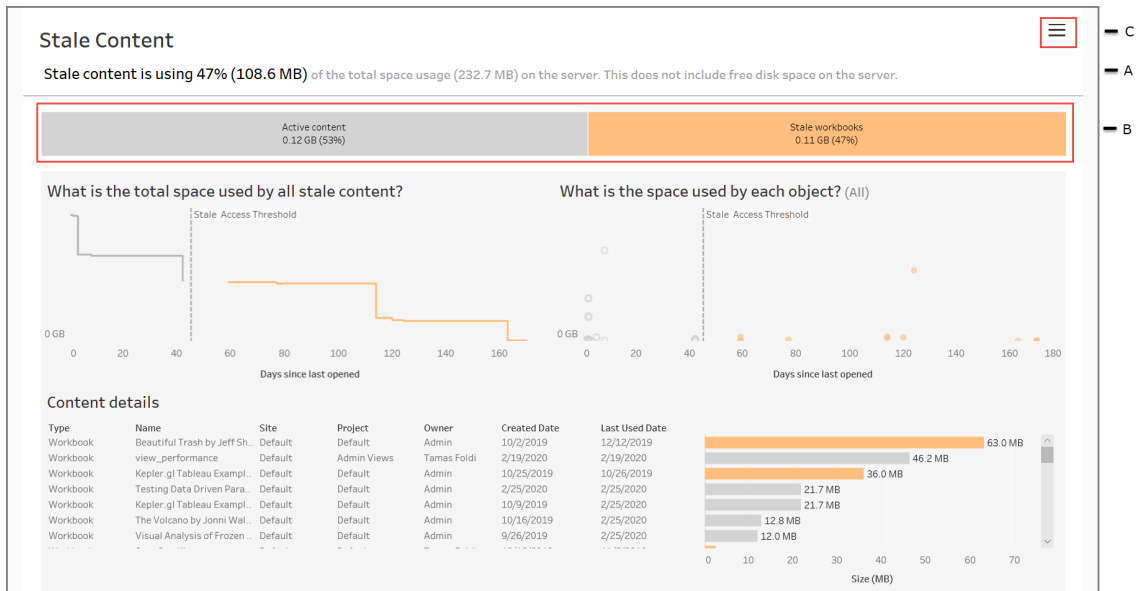 Stale Content
C
Stale content is using 47% (108.6 MB) of the total space usage (232.7 MB) on the server. This does not include free disk space on the server.
A
Active content
0.12 GB (53%)
Stale workbooks
0.11 GB (47%)
B
What is the total space used by all stale content?
Stale Access Threshold
0 GB
0 20 40 60 80 100 120 140 160
Days since last opened
What is the space used by each object? (All)
Stale Access Threshold
0 GB
0 20 40 60 80 100 120 140 160 180
Days since last opened
Content details
Type Name Site Project Owner Created Date Last Used Date
Workbook Beautiful Trash by Jeff Sh.. Default Default Admin 10/2/2019 12/12/2019 63.0 MB
Workbook view_performance Default Admin Views Tamas Foldi 2/19/2020 2/19/2020 46.2 MB
Workbook Kepler.gl Tableau Exampl.. Default Default Admin 10/25/2019 10/26/2019 36.0 MB
Workbook Testing Data Driven Para.. Default Default Admin 2/25/2020 2/25/2020 21.7 MB
Workbook Kepler.gl Tableau Exampl.. Default Default Admin 10/9/2019 2/25/2020 21.7 MB
Workbook The Volcano by Jonni Wal.. Default Default Admin 10/16/2019 2/25/2020 12.8 MB
Workbook Visual Analysis of Frozen .. Default Default Admin 9/26/2019 2/25/2020 12.0 MB
0 10 20 30 40 50 60 70
Size (MB)